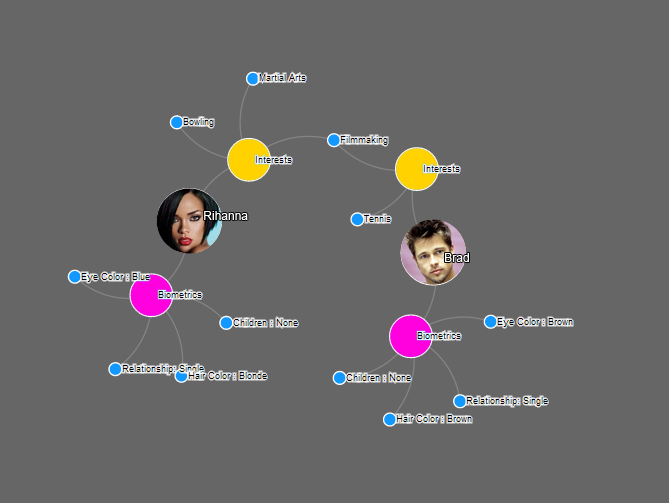 Martial Arts
Bowling
Filmmaking
Interests
Interests
Rihanna
Tennis
Brad
Eye Color : Blue
Biometrics
Children : None
Eye Color : Brown
Biometrics
Relationship: Single
Hair Color : Blonde
Children : None
Relationship: Single
Hair Color : Brown